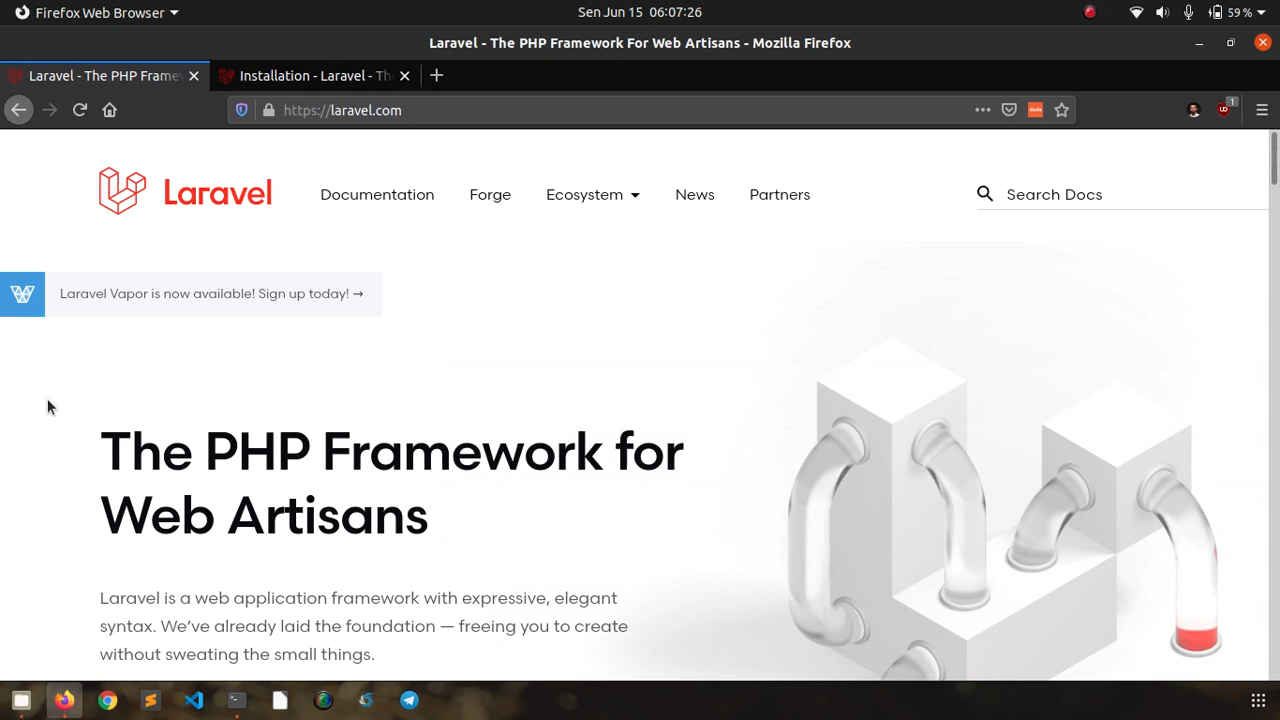 Firefox Web Browser
Sen Jun 15 06:07:26
59 %
Laravel - The PHP Framework For Web Artisans - Mozilla Firefox
Laravel - The PHP Frame
Installation - Laravel - The
https://laravel.com
1
Laravel
Documentation
Forge
Ecosystem
News
Partners
Search Docs
Laravel Vapor is now available! Sign up today! →
The PHP Framework for
Web Artisans
Laravel is a web application framework with expressive, elegant
syntax. We’ve already laid the foundation — freeing you to create
without sweating the small things.